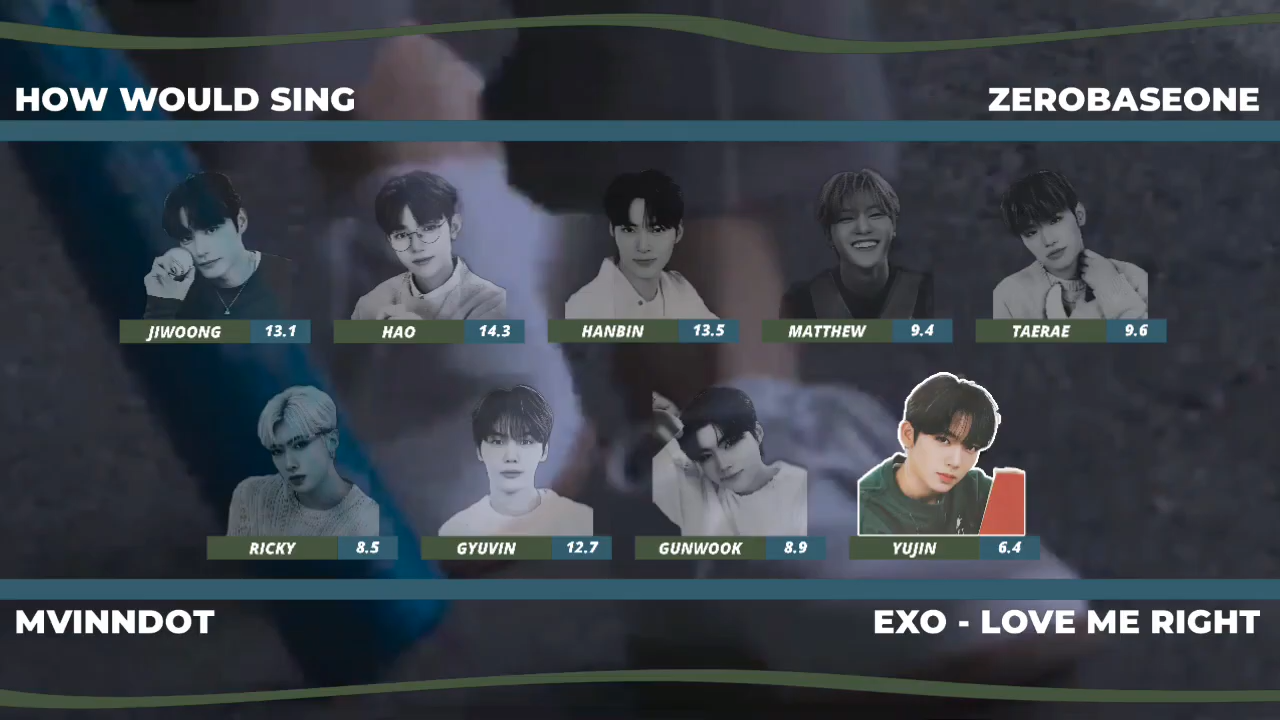 HOW WOULD SING
ZEROBASEONE
JIWOONG 13.1
HAO 14.3
HANBIN 13.5
MATTHEW 9.4
TAERAE 9.6
RICKY 8.5
GYUVIN 12.7
GUNWOOK 8.9
YUJIN 6.4
MVINNDOT
EXO - LOVE ME RIGHT